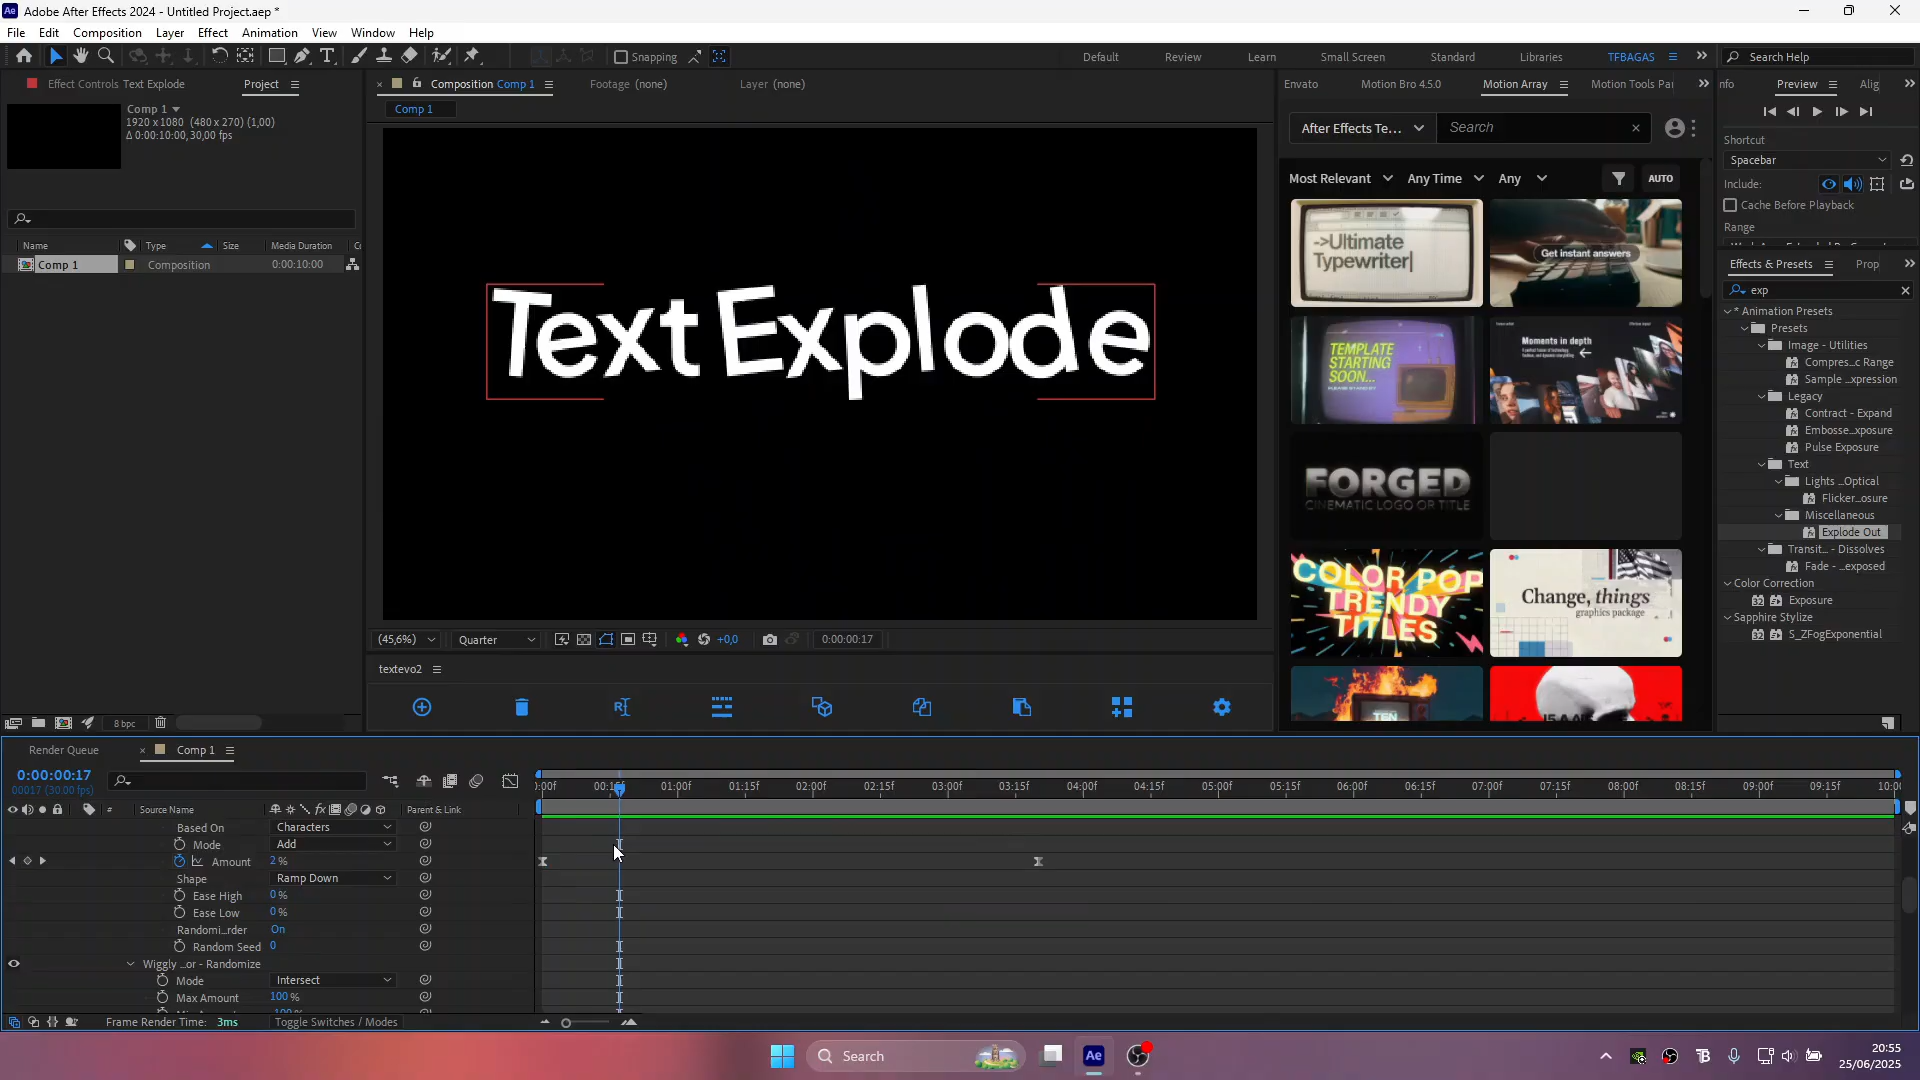 Adobe After Effects 2024 - Untitled Project.aep *
File Edit Composition Layer Effect Animation View Window Help
Snapping
Default Review Learn Small Screen Standard Libraries TFBAGAS Search Help
Effect Controls Text Explode Project
Comp 1
1920 x 1080 (480 x 270) (1,00)
Δ 0:00:10:00, 30,00 fps
Name Type Size Media Duration
Comp 1 Composition 0:00:10:00
8 bpc
Composition Comp 1 Footage (none) Layer (none)
Comp 1
Text Explode
(45,6%) Quarter +0,0 0:00:00:17
textevo2
Envato Motion Bro 4.5.0 Motion Array Motion Tools Pa
After Effects Te... Search
Most Relevant Any Time Any AUTO
->Ultimate
Typewriter|
Get instant answers
TEMPLATE
STARTING
SOON...
Moments in depth
FORGED
CINEMATIC LOGO OR TITLE
COLOR POP
TRENDY
TITLES
Change, things
graphics package
TEN
Preview Alig
Shortcut
Spacebar
Include:
Cache Before Playback
Range
Effects & Presets Prop
exp
* Animation Presets
Presets
Image - Utilities
Compres...c Range
Sample ...xpression
Legacy
Contract - Expand
Embosse...xposure
Pulse Exposure
Text
Lights ...Optical
Flicker...osure
Miscellaneous
Explode Out
Transit... - Dissolves
Fade - ...exposed
Color Correction
Exposure
Sapphire Stylize
S_ZFogExponential
Render Queue Comp 1
0:00:00:17
00017 (30.00 fps)
# Source Name Parent & Link
:00f 00:15f 01:00f 01:15f 02:00f 02:15f 03:00f 03:15f 04:00f 04:15f 05:00f 05:15f 06:00f 06:15f 07:00f 07:15f 08:00f 08:15f 09:00f 09:15f 10:00
Based On Characters
Mode Add
Amount 2 %
Shape Ramp Down
Ease High 0 %
Ease Low 0 %
Randomi...rder On
Random Seed 0
Wiggly ...or - Randomize
Mode Intersect
Max Amount 100 %
Frame Render Time: 3ms Toggle Switches / Modes
Search
20:55
25/06/2025